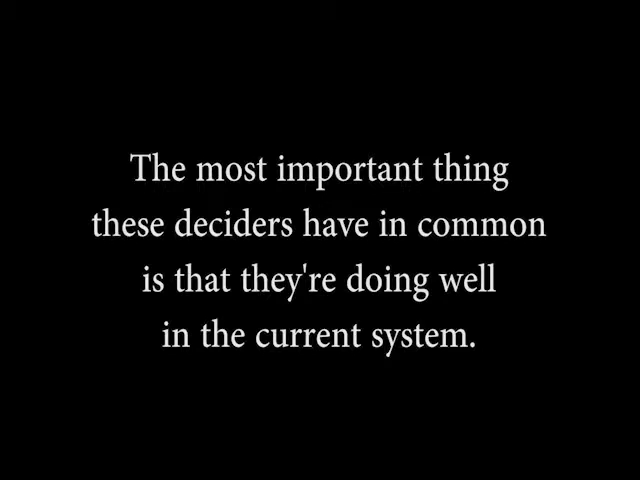 The most important thing
these deciders have in common
is that they're doing well
in the current system.